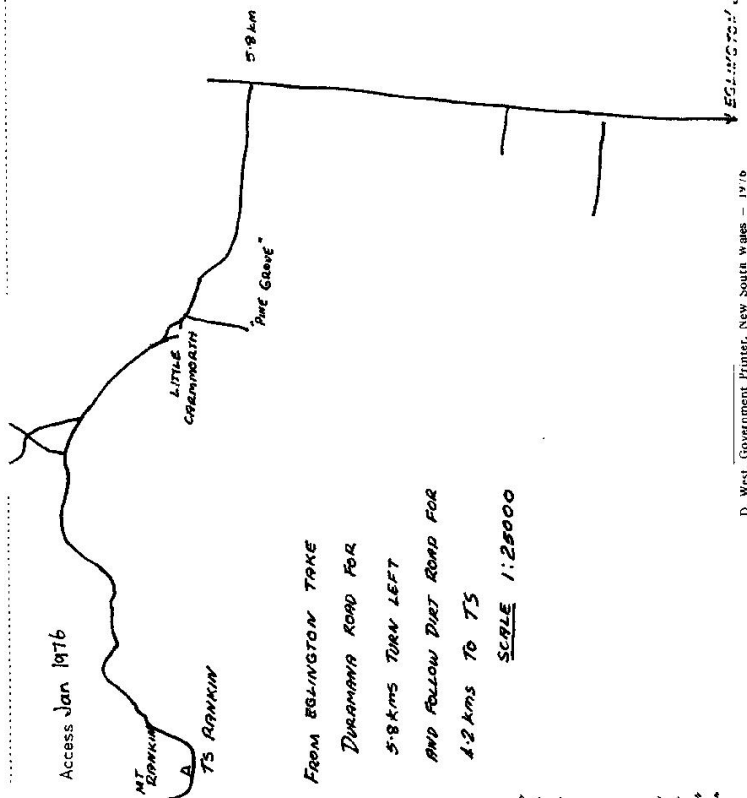 Access Jan 1976
MT
RANKIN
TS RANKIN
LITTLE
CARMMORTH
"PINE GROVE"
5.8 KM
EGLINGTON
FROM EGLINGTON TAKE
DURAMANA ROAD FOR
5.8 KMS TURN LEFT
AND FOLLOW DIRT ROAD FOR
6.2 KMS TO TS
SCALE 1:25000
D. West, Government Printer, New South Wales — 1976